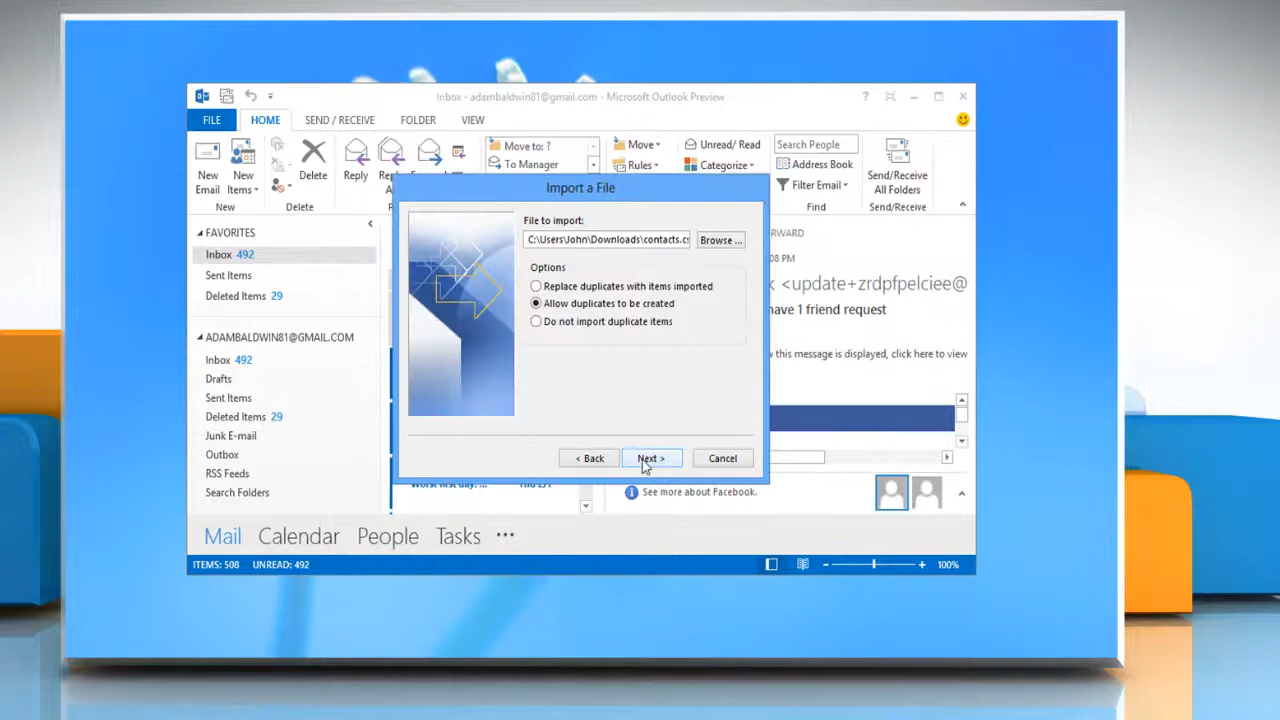 Inbox - adambaldwin81@gmail.com - Microsoft Outlook Preview
?
FILE HOME SEND / RECEIVE FOLDER VIEW
New Email
New Items
Delete
Reply
Move to: ?
To Manager
Move
Rules
Unread/ Read
Categorize
Search People
Address Book
Filter Email
Send/Receive All Folders
New
Delete
Find
Send/Receive
Import a File
File to import:
C:\Users\John\Downloads\contacts.c
Browse ...
Options
Replace duplicates with items imported
Allow duplicates to be created
Do not import duplicate items
< Back Next > Cancel
FAVORITES
Inbox 492
Sent Items
Deleted Items 29
ADAMBALDWIN81@GMAIL.COM
Inbox 492
Drafts
Sent Items
Deleted Items 29
Junk E-mail
Outbox
RSS Feeds
Search Folders
RWARD
08 PM
k <update+zrdpfpelciee@
have 1 friend request
w this message is displayed, click here to view
See more about Facebook.
Mail Calendar People Tasks •••
ITEMS: 508 UNREAD: 492
100%